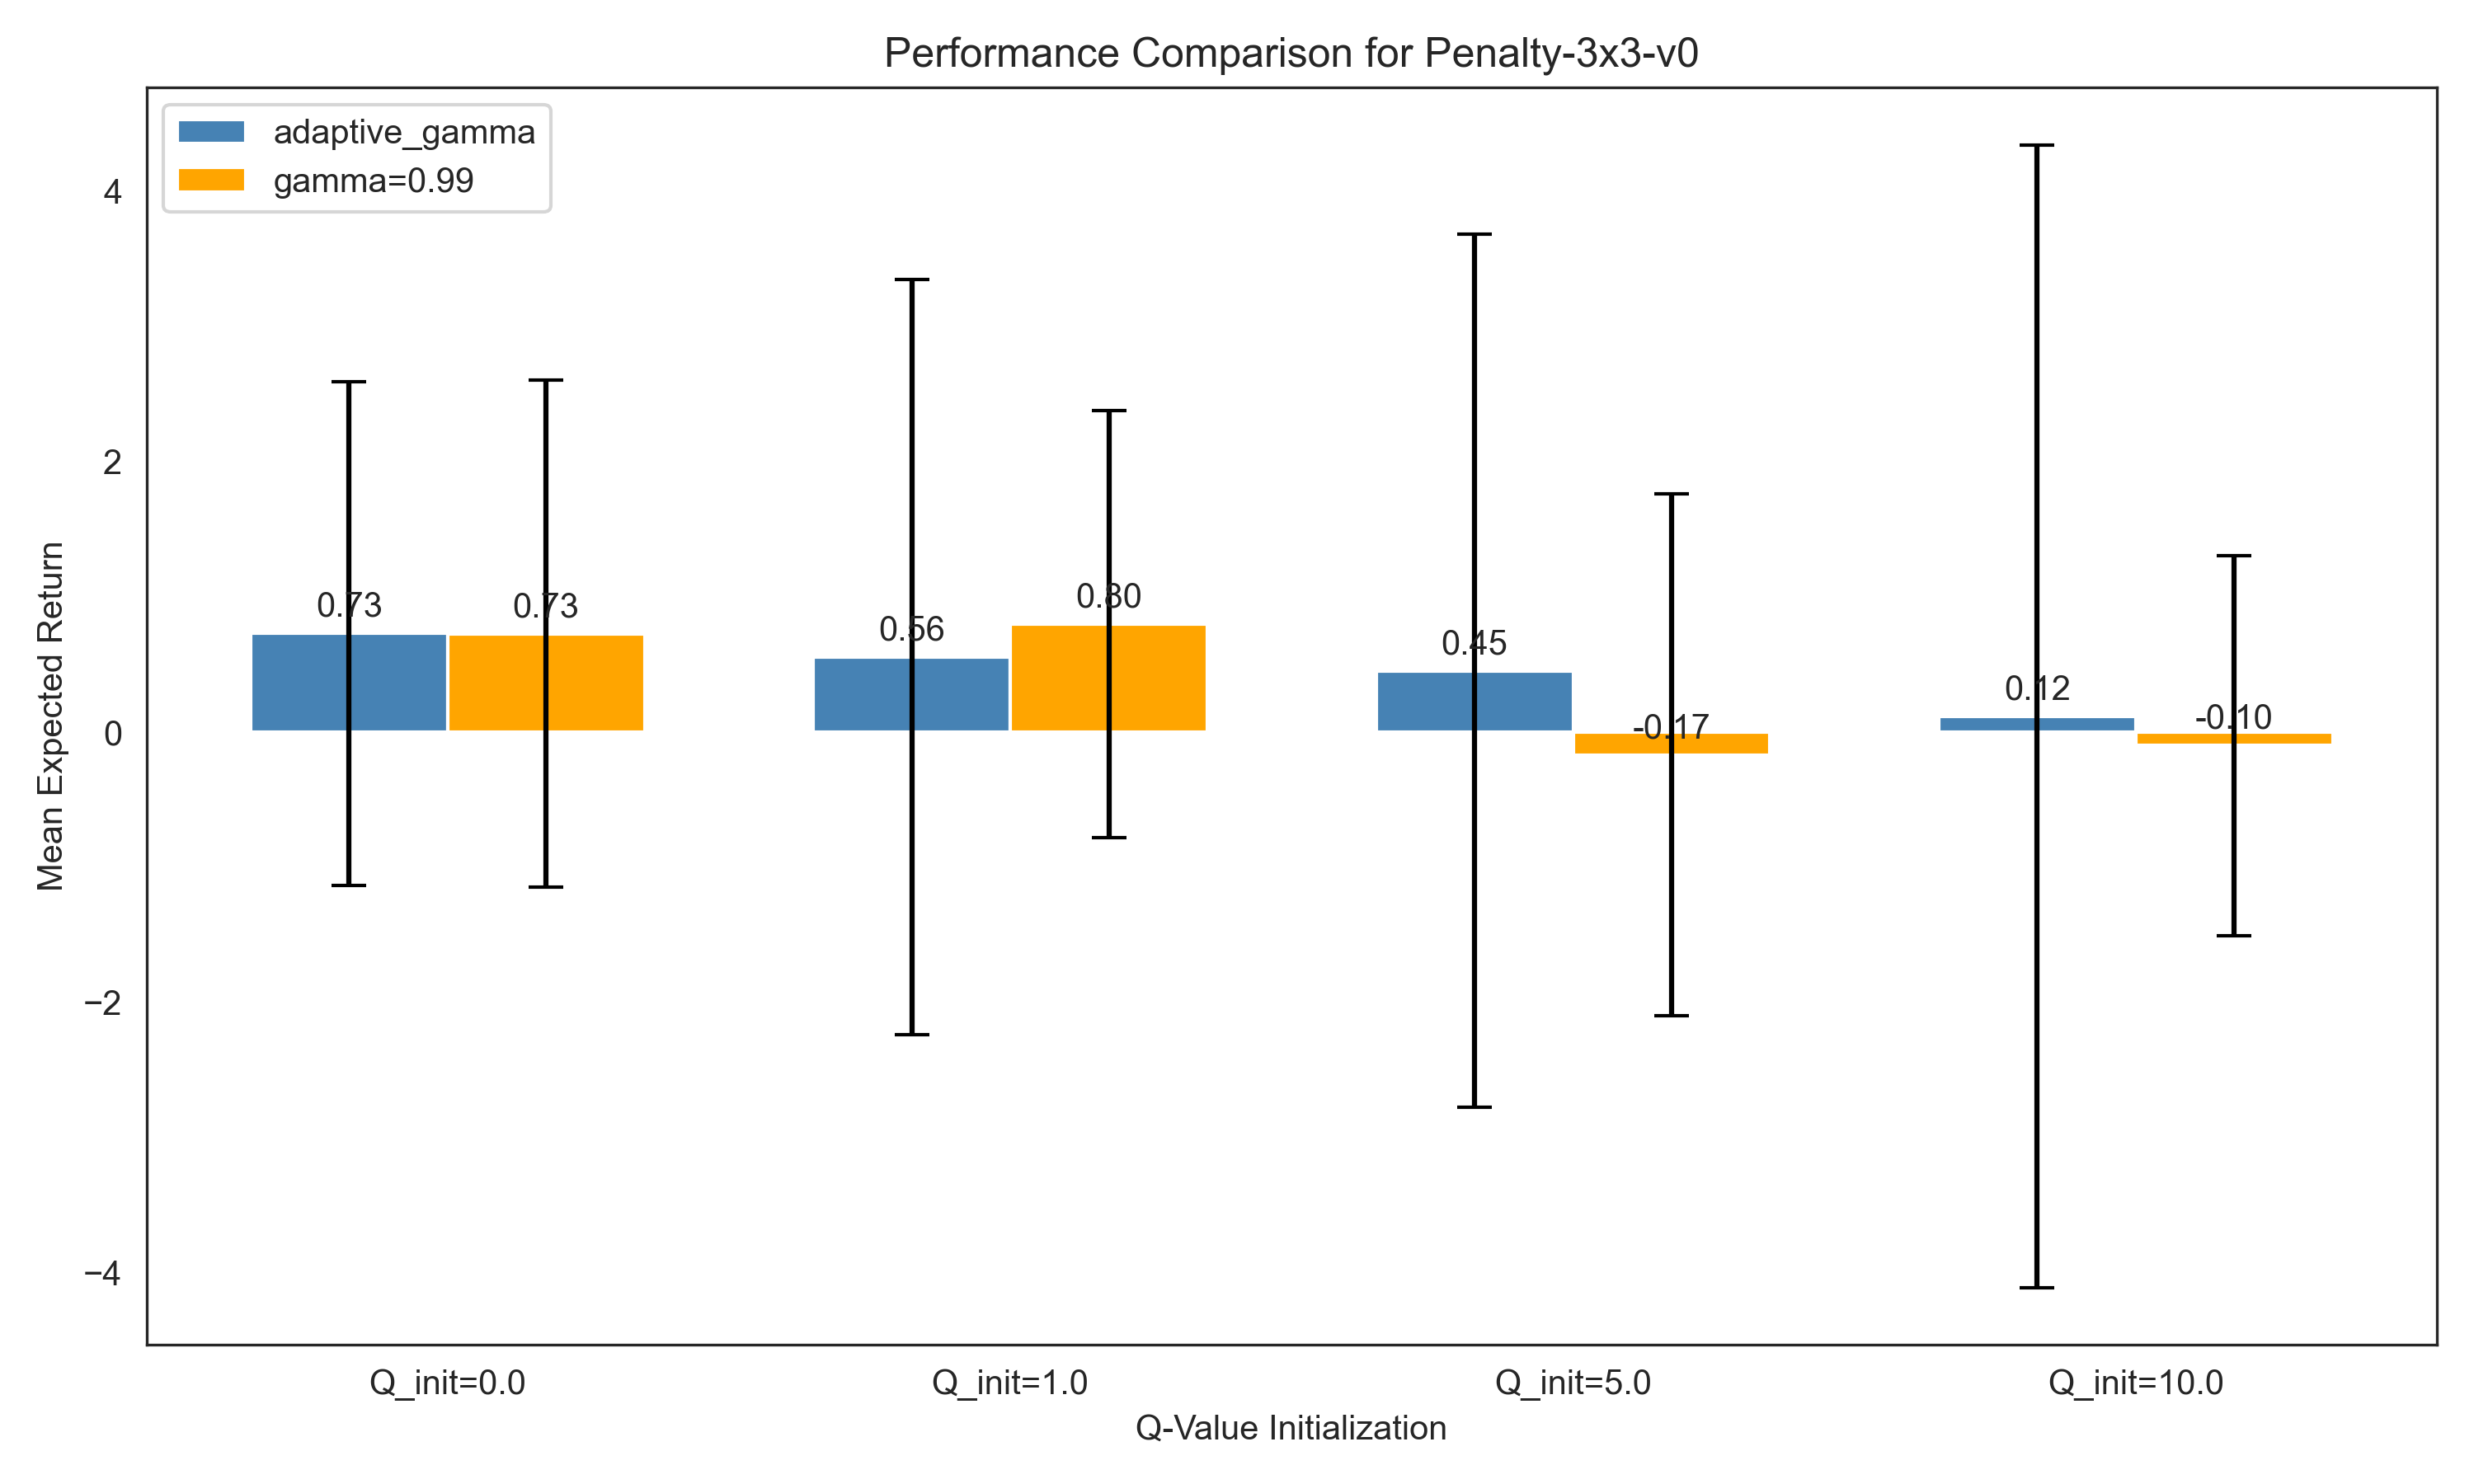 Performance Comparison for Penalty-3x3-v0
adaptive_gamma
gamma=0.99
Mean Expected Return
4
2
0
−2
−4
0.73
0.73
0.56
0.80
0.45
-0.17
0.12
-0.10
Q_init=0.0
Q_init=1.0
Q_init=5.0
Q_init=10.0
Q-Value Initialization